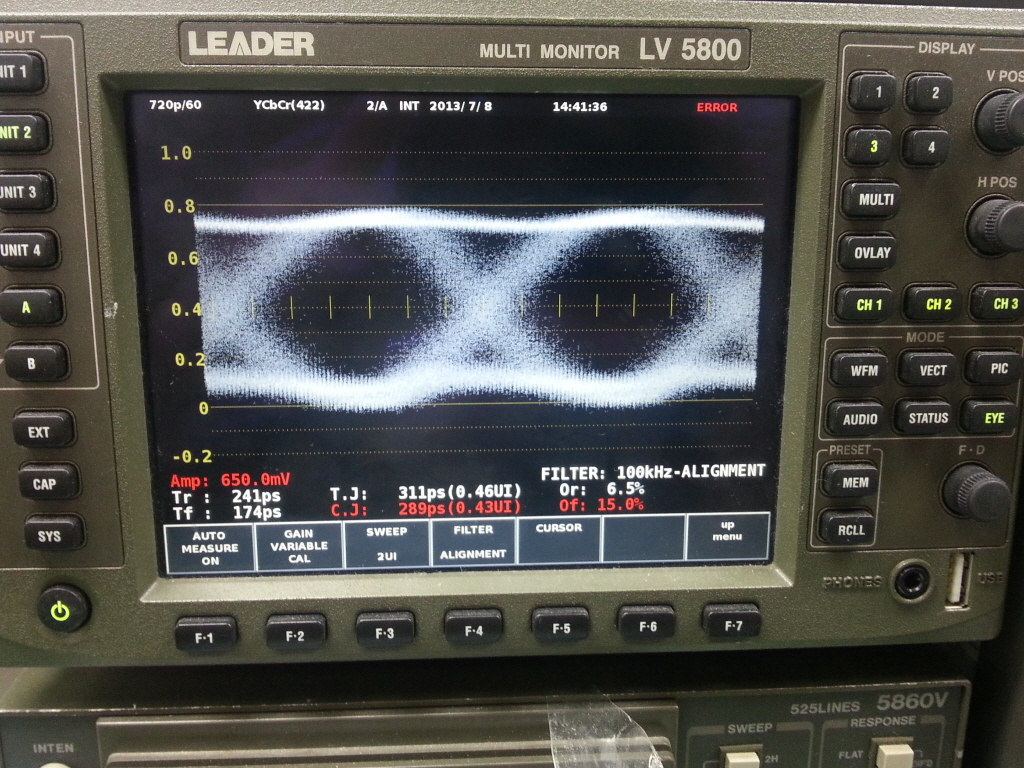 LEADER
MULTI MONITOR LV 5800
720p/60 YCbCr(422) 2/A INT 2013/ 7/ 8 14:41:36 ERROR
1.0
0.8
0.6
0.4
0.2
0
-0.2
Amp: 650.0mV
Tr : 241ps
Tf : 174ps
T.J: 311ps(0.46UI)
C.J: 289ps(0.43UI)
FILTER: 100kHz-ALIGNMENT
Or: 6.5%
Of: 15.0%
AUTO MEASURE ON
GAIN VARIABLE CAL
SWEEP 2UI
FILTER ALIGNMENT
CURSOR
up menu
F·1 F·2 F·3 F·4 F·5 F·6 F·7
NPUT
NIT 1
NIT 2
UNIT 3
UNIT 4
A
B
EXT
CAP
SYS
DISPLAY
1 2
3 4
MULTI
OVLAY
CH 1 CH 2 CH 3
V POS
H POS
MODE
WFM VECT PIC
AUDIO STATUS EYE
PRESET
MEM
RCLL
F·D
PHONES
USB
525LINES 5860V
INTEN
SWEEP
2H
RESPONSE
FLAT